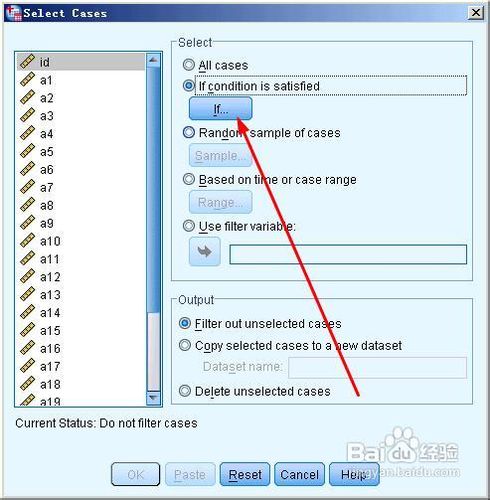 Select Cases
id
a1
a2
a3
a4
a5
a6
a7
a8
a9
a10
a11
a12
a13
a14
a15
a16
a17
a18
a19
Select
All cases
If condition is satisfied
If...
Random sample of cases
Sample...
Based on time or case range
Range...
Use filter variable:
Output
Filter out unselected cases
Copy selected cases to a new dataset
Dataset name:
Delete unselected cases
Current Status: Do not filter cases
OK
Paste
Reset
Cancel
Help
Baidu 经验
jingyan.baidu.com